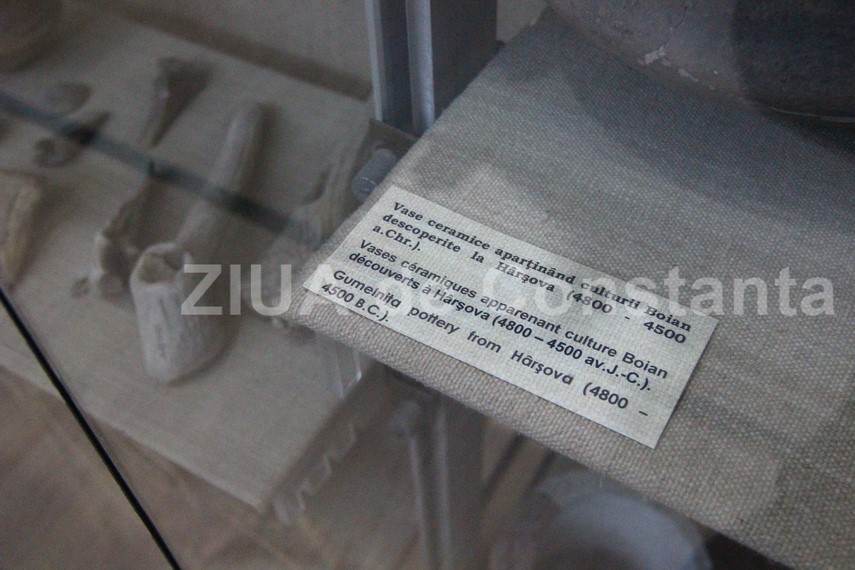 Vase ceramice aparţinând culturii Boian
descoperite la Hârşova (4800 - 4500
a.Chr.).
Vases céramiques apparenant culture Boian
découverts à Hârşova (4800 – 4500 av.J.-C.).
Gumelniţa pottery from Hârşova (4800 –
4500 B.C.).
ZIUA de Constanta